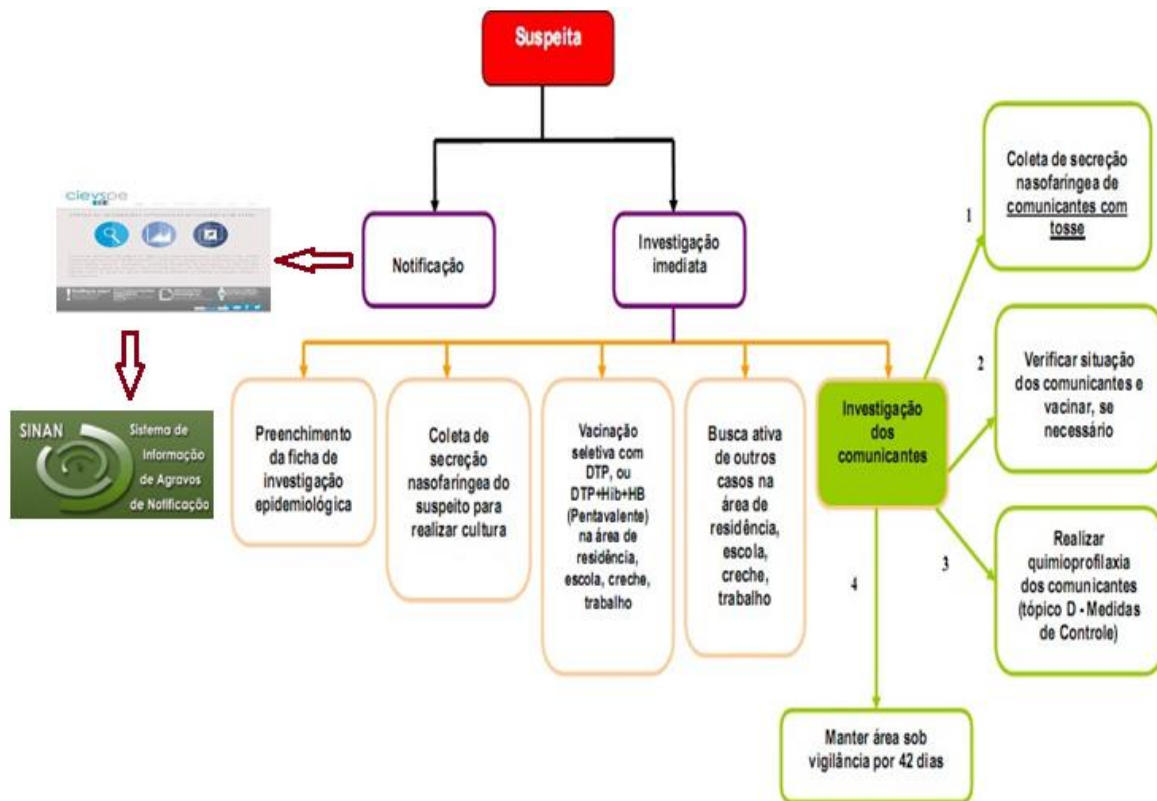 Suspeita
cievspe
Notificação
Investigação
imediata
1
Coleta de secreção
nasofaríngea de
comunicantes com
tosse
SINAN
Sistema de
Informação
de Agravos
de Notificação
Preenchimento
da ficha de
investigação
epidemiológica
Coleta de
secreção
nasofaríngea do
suspeito para
realizar cultura
Vacinação
seletiva com
DTP, ou
DTP+Hib+HB
(Pentavalente)
na área de
residência,
escola, creche,
trabalho
Busca ativa
de outros
casos na
área de
residência,
escola,
creche,
trabalho
Investigação
dos
comunicantes
2
Verificar situação
dos comunicantes e
vacinar, se
necessário
3
Realizar
quimioprofilaxia
dos comunicantes
(tópico D - Medidas
de Controle)
4
Manter área sob
vigilância por 42 dias